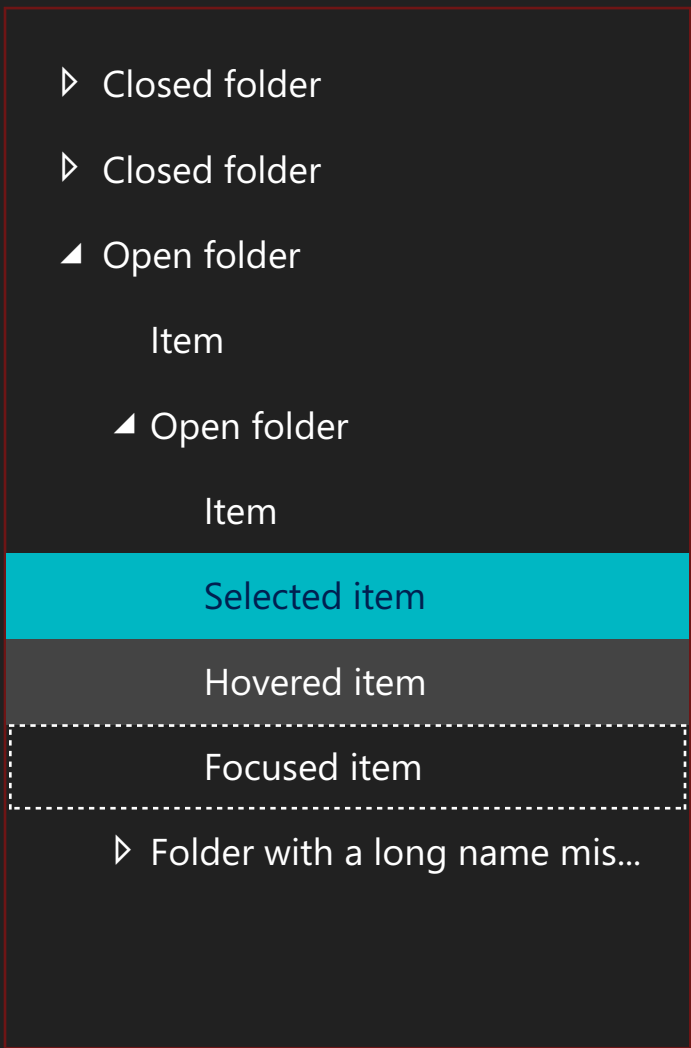 Closed folder
Closed folder
Open folder
Item
Open folder
Item
Selected item
Hovered item
Focused item
Folder with a long name mis...